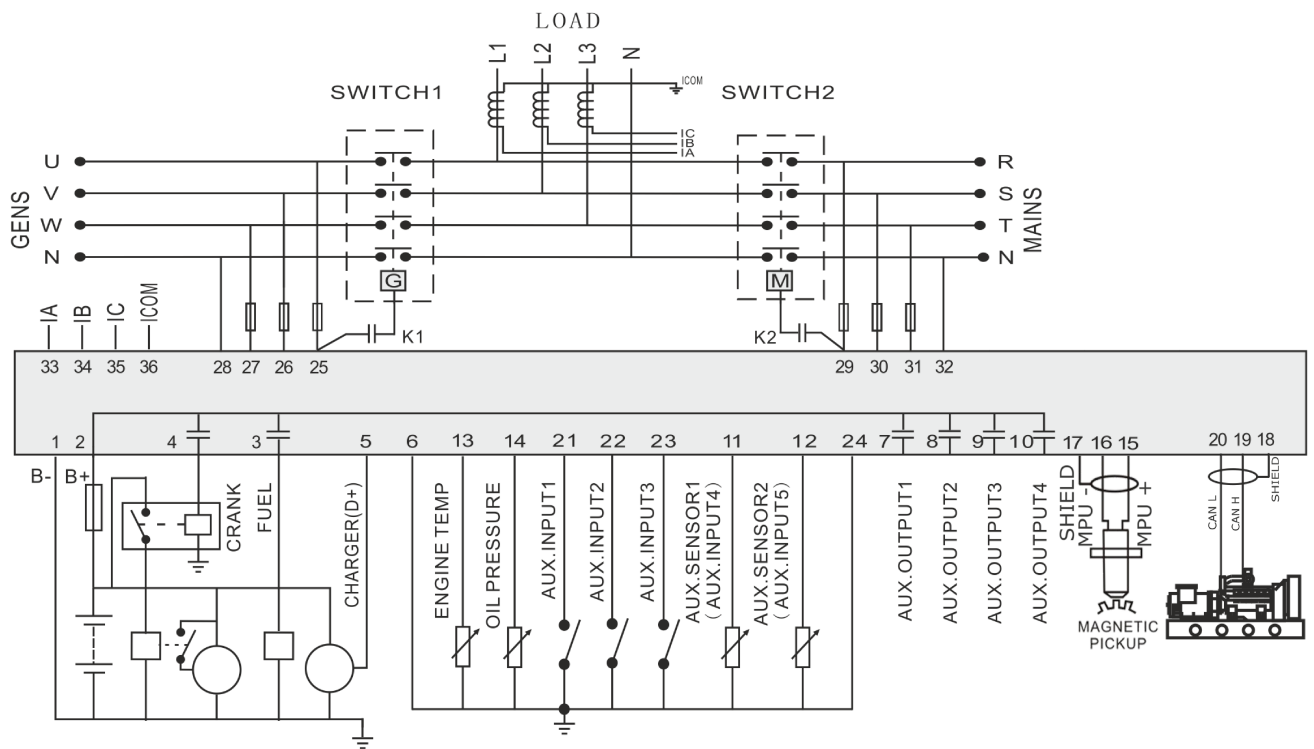 LOAD
L1
L2
L3
N
ICOM
SWITCH1
SWITCH2
IC
IB
IA
U
V
W
N
GENS
R
S
T
N
MAINS
G
M
K1
K2
IA
IB
IC
ICOM
33 34 35 36 28 27 26 25 29 30 31 32
1 2 4 3 5 6 13 14 21 22 23 11 12 24 7 8 9 10 17 16 15 20 19 18
B-
B+
CRANK
FUEL
CHARGER(D+)
ENGINE TEMP
OIL PRESSURE
AUX.INPUT1
AUX.INPUT2
AUX.INPUT3
AUX.SENSOR1
(AUX.INPUT4)
AUX.SENSOR2
(AUX.INPUT5)
AUX.OUTPUT1
AUX.OUTPUT2
AUX.OUTPUT3
AUX.OUTPUT4
SHIELD
MPU -
MPU +
MAGNETIC
PICKUP
CAN L
CAN H
SHIELD